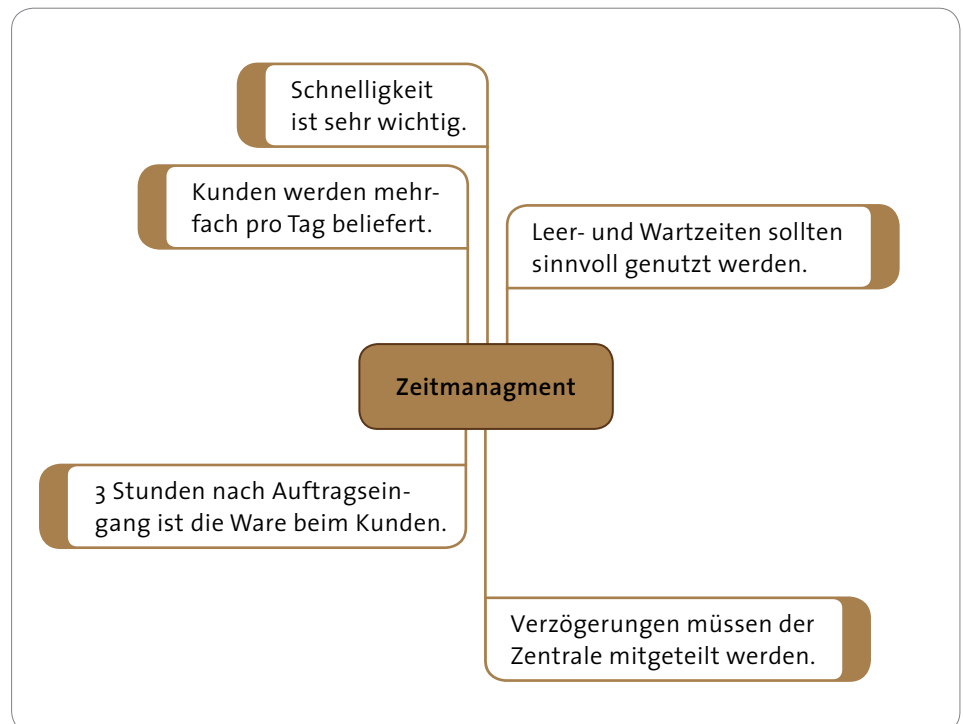 Schnelligkeit
ist sehr wichtig.
Kunden werden mehr-
fach pro Tag beliefert.
Leer- und Wartzeiten sollten
sinnvoll genutzt werden.
Zeitmanagment
3 Stunden nach Auftragsein-
gang ist die Ware beim Kunden.
Verzögerungen müssen der
Zentrale mitgeteilt werden.